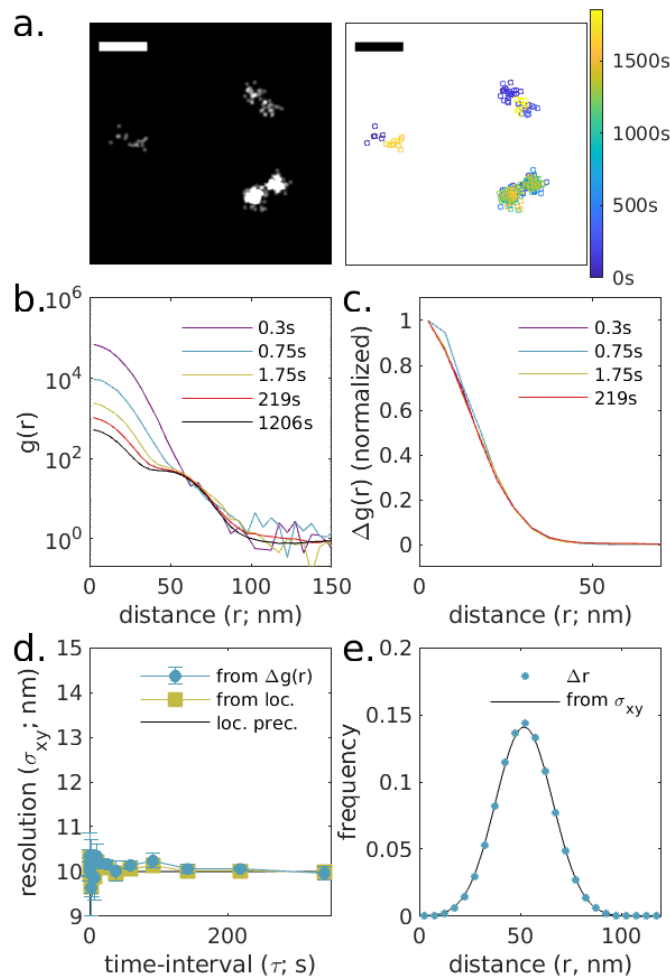 a.
1500s
1000s
500s
0s
b.
c.
10^6
10^4
10^2
10^0
g(r)
0.3s
0.75s
1.75s
219s
1206s
0
50
100
150
distance (r; nm)
1
0.8
0.6
0.4
0.2
0
Δg(r) (normalized)
0.3s
0.75s
1.75s
219s
0
50
distance (r; nm)
d.
e.
15
14
13
12
11
10
9
resolution (σ_xy; nm)
from Δg(r)
from loc.
loc. prec.
0
200
time-interval (τ; s)
0.2
0.15
0.1
0.05
0
frequency
Δr
from σ_xy
0
50
100
distance (r, nm)